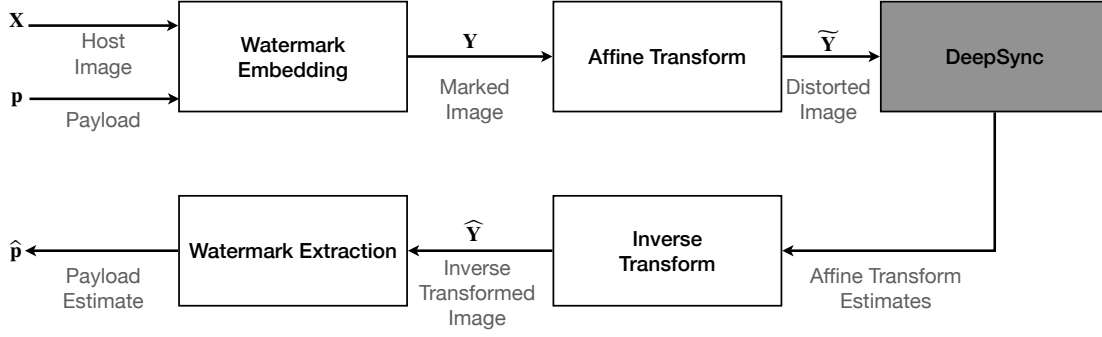 X
Host
Image
p
Payload
Watermark
Embedding
Y
Marked
Image
Affine Transform
Ỹ
Distorted
Image
DeepSync
p̂
Payload
Estimate
Watermark Extraction
Ŷ
Inverse
Transformed
Image
Inverse
Transform
Affine Transform
Estimates